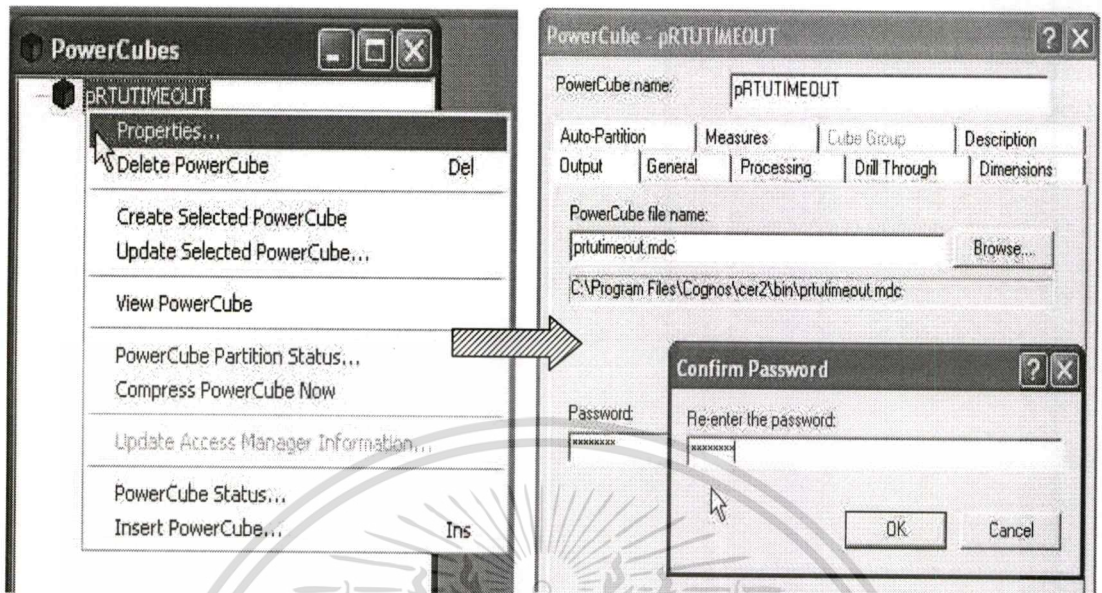 PowerCubes
pRTUTIMEOUT
Properties...
Delete PowerCube Del
Create Selected PowerCube
Update Selected PowerCube...
View PowerCube
PowerCube Partition Status...
Compress PowerCube Now
Update Access Manager Information...
PowerCube Status...
Insert PowerCube... Ins
PowerCube - pRTUTIMEOUT
PowerCube name: pRTUTIMEOUT
Auto-Partition Measures Cube Group Description
Output General Processing Drill Through Dimensions
PowerCube file name:
prtutimeout.mdc Browse...
C:\Program Files\Cognos\cer2\bin\prtutimeout.mdc
Confirm Password
Password: Re-enter the password:
xxxxxxxx xxxxxxxx
OK Cancel